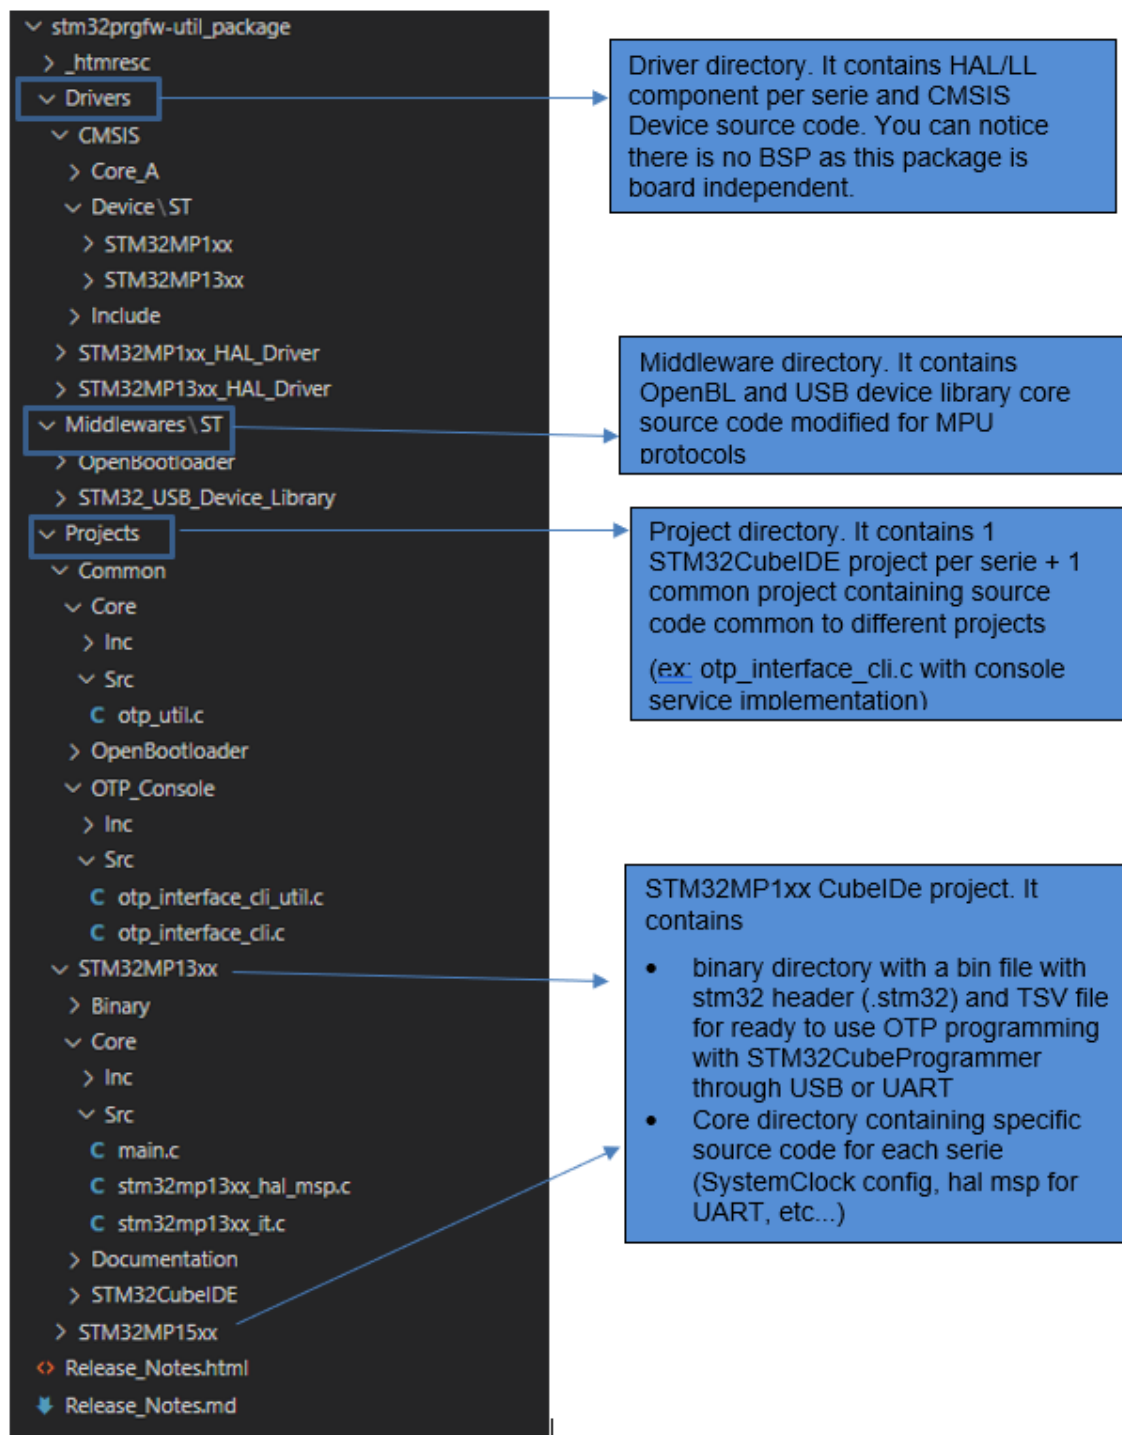 stm32prgfw-util_package
_htmresc
Drivers
CMSIS
Core_A
Device\ST
STM32MP1xx
STM32MP13xx
Include
STM32MP1xx_HAL_Driver
STM32MP13xx_HAL_Driver
Middlewares\ST
OpenBootloader
STM32_USB_Device_Library
Projects
Common
Core
Inc
Src
C otp_util.c
OpenBootloader
OTP_Console
Inc
Src
C otp_interface_cli_util.c
C otp_interface_cli.c
STM32MP13xx
Binary
Core
Inc
Src
C main.c
C stm32mp13xx_hal_msp.c
C stm32mp13xx_it.c
Documentation
STM32CubeIDE
STM32MP15xx
Release_Notes.html
Release_Notes.md
Driver directory. It contains HAL/LL
component per serie and CMSIS
Device source code. You can notice
there is no BSP as this package is
board independent.
Middleware directory. It contains
OpenBL and USB device library core
source code modified for MPU
protocols
Project directory. It contains 1
STM32CubeIDE project per serie + 1
common project containing source
code common to different projects
(ex: otp_interface_cli.c with console
service implementation)
STM32MP1xx CubeIDe project. It
contains
• binary directory with a bin file with
stm32 header (.stm32) and TSV file
for ready to use OTP programming
with STM32CubeProgrammer
through USB or UART
• Core directory containing specific
source code for each serie
(SystemClock config, hal msp for
UART, etc...)